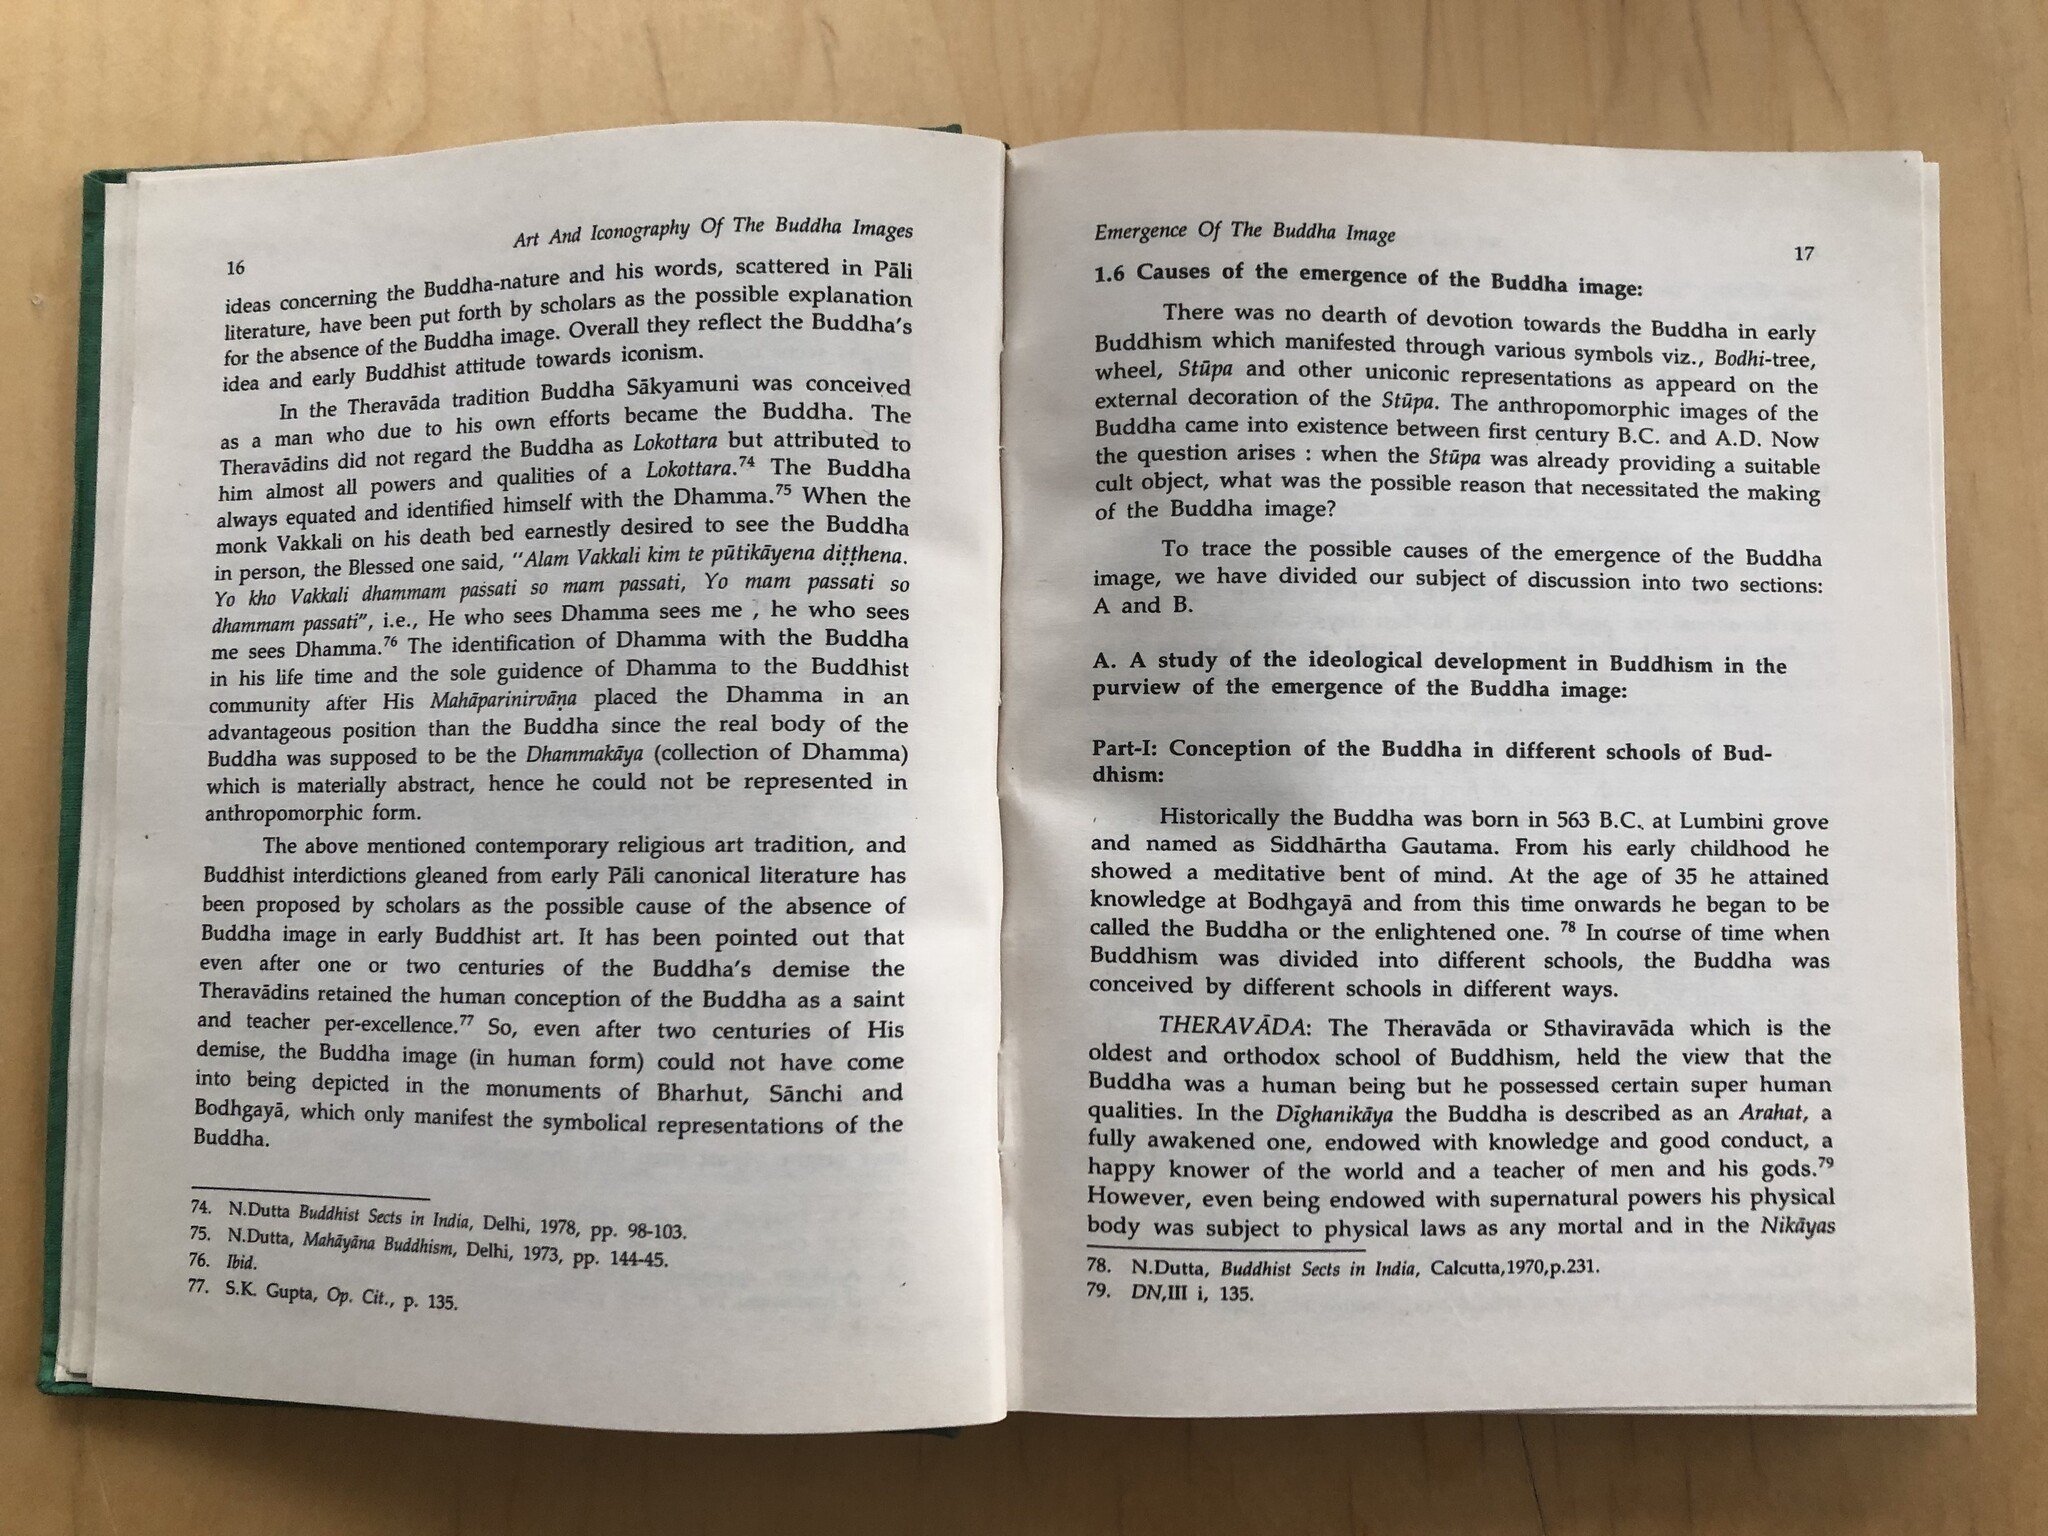 16
Art And Iconography Of The Buddha Images
ideas concerning the Buddha-nature and his words, scattered in Pāli
literature, have been put forth by scholars as the possible explanation
for the absence of the Buddha image. Overall they reflect the Buddha's
idea and early Buddhist attitude towards iconism.
In the Theravāda tradition Buddha Sākyamuni was conceived
as a man who due to his own efforts became the Buddha. The
Theravādins did not regard the Buddha as Lokottara but attributed to
him almost all powers and qualities of a Lokottara.74 The Buddha
always equated and identified himself with the Dhamma.75 When the
monk Vakkali on his death bed earnestly desired to see the Buddha
in person, the Blessed one said, "Alam Vakkali kim te pūtikāyena diṭṭhena.
Yo kho Vakkali dhammam passati so mam passati, Yo mam passati so
dhammam passati", i.e., He who sees Dhamma sees me , he who sees
me sees Dhamma.76 The identification of Dhamma with the Buddha
in his life time and the sole guidence of Dhamma to the Buddhist
community after His Mahāparinirvāṇa placed the Dhamma in an
advantageous position than the Buddha since the real body of the
Buddha was supposed to be the Dhammakāya (collection of Dhamma)
which is materially abstract, hence he could not be represented in
anthropomorphic form.
The above mentioned contemporary religious art tradition, and
Buddhist interdictions gleaned from early Pāli canonical literature has
been proposed by scholars as the possible cause of the absence of
Buddha image in early Buddhist art. It has been pointed out that
even after one or two centuries of the Buddha's demise the
Theravādins retained the human conception of the Buddha as a saint
and teacher per-excellence.77 So, even after two centuries of His
demise, the Buddha image (in human form) could not have come
into being depicted in the monuments of Bharhut, Sānchi and
Bodhgayā, which only manifest the symbolical representations of the
Buddha.
74. N.Dutta Buddhist Sects in India, Delhi, 1978, pp. 98-103.
75. N.Dutta, Mahāyāna Buddhism, Delhi, 1973, pp. 144-45.
76. Ibid.
77. S.K. Gupta, Op. Cit., p. 135.
Emergence Of The Buddha Image
17
1.6 Causes of the emergence of the Buddha image:
There was no dearth of devotion towards the Buddha in early
Buddhism which manifested through various symbols viz., Bodhi-tree,
wheel, Stūpa and other uniconic representations as appeard on the
external decoration of the Stūpa. The anthropomorphic images of the
Buddha came into existence between first century B.C. and A.D. Now
the question arises : when the Stūpa was already providing a suitable
cult object, what was the possible reason that necessitated the making
of the Buddha image?
To trace the possible causes of the emergence of the Buddha
image, we have divided our subject of discussion into two sections:
A and B.
A. A study of the ideological development in Buddhism in the
purview of the emergence of the Buddha image:
Part-I: Conception of the Buddha in different schools of Bud-
dhism:
Historically the Buddha was born in 563 B.C. at Lumbini grove
and named as Siddhārtha Gautama. From his early childhood he
showed a meditative bent of mind. At the age of 35 he attained
knowledge at Bodhgayā and from this time onwards he began to be
called the Buddha or the enlightened one. 78 In course of time when
Buddhism was divided into different schools, the Buddha was
conceived by different schools in different ways.
THERAVĀDA: The Theravāda or Sthaviravāda which is the
oldest and orthodox school of Buddhism, held the view that the
Buddha was a human being but he possessed certain super human
qualities. In the Dīghanikāya the Buddha is described as an Arahat, a
fully awakened one, endowed with knowledge and good conduct, a
happy knower of the world and a teacher of men and his gods.79
However, even being endowed with supernatural powers his physical
body was subject to physical laws as any mortal and in the Nikāyas
78. N.Dutta, Buddhist Sects in India, Calcutta,1970,p.231.
79. DN,III i, 135.